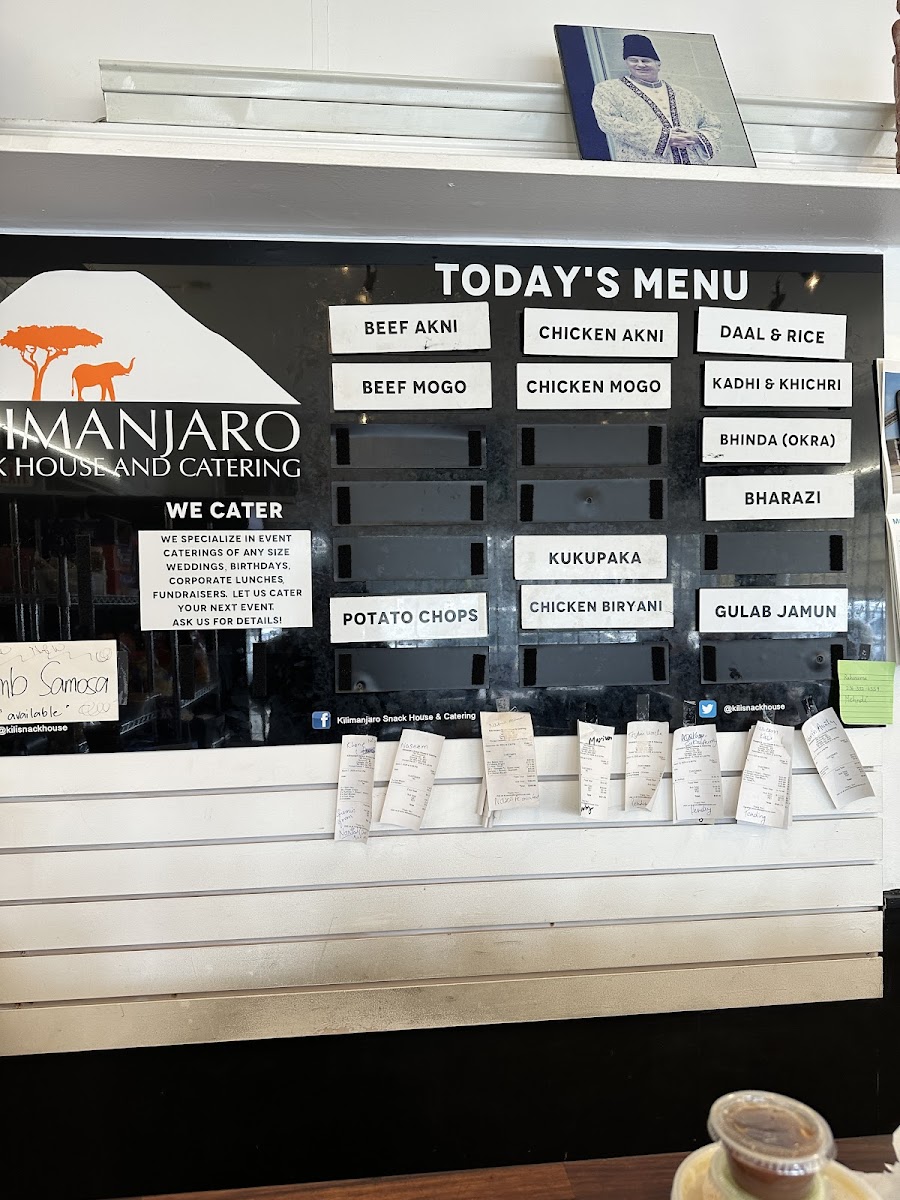 TODAY'S MENU
BEEF AKNI
CHICKEN AKNI
DAAL & RICE
BEEF MOGO
CHICKEN MOGO
KADHI & KHICHRI
BHINDA (OKRA)
BHARAZI
KUKUPAKA
POTATO CHOPS
CHICKEN BIRYANI
GULAB JAMUN
IMANJARO
K HOUSE AND CATERING
WE CATER
WE SPECIALIZE IN EVENT
CATERINGS OF ANY SIZE
WEDDINGS, BIRTHDAYS,
CORPORATE LUNCHES,
FUNDRAISERS. LET US CATER
YOUR NEXT EVENT.
ASK US FOR DETAILS!
mb Samosa
"available"
@kilisnackhouse
f Kilimanjaro Snack House & Catering
@kilisnackhouse
Naseem